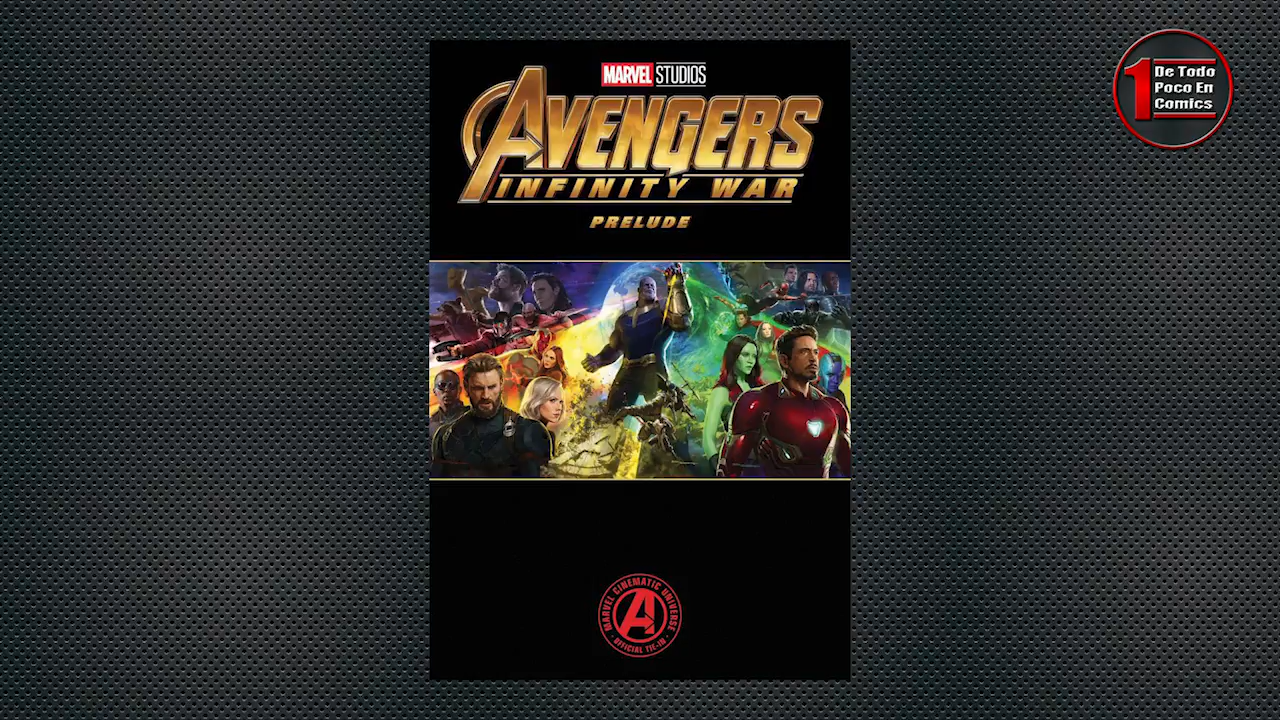 MARVEL STUDIOS
AVENGERS
INFINITY WAR
PRELUDE
1 De Todo
Poco En
Comics
MARVEL CINEMATIC UNIVERSE
OFFICIAL TIE-IN